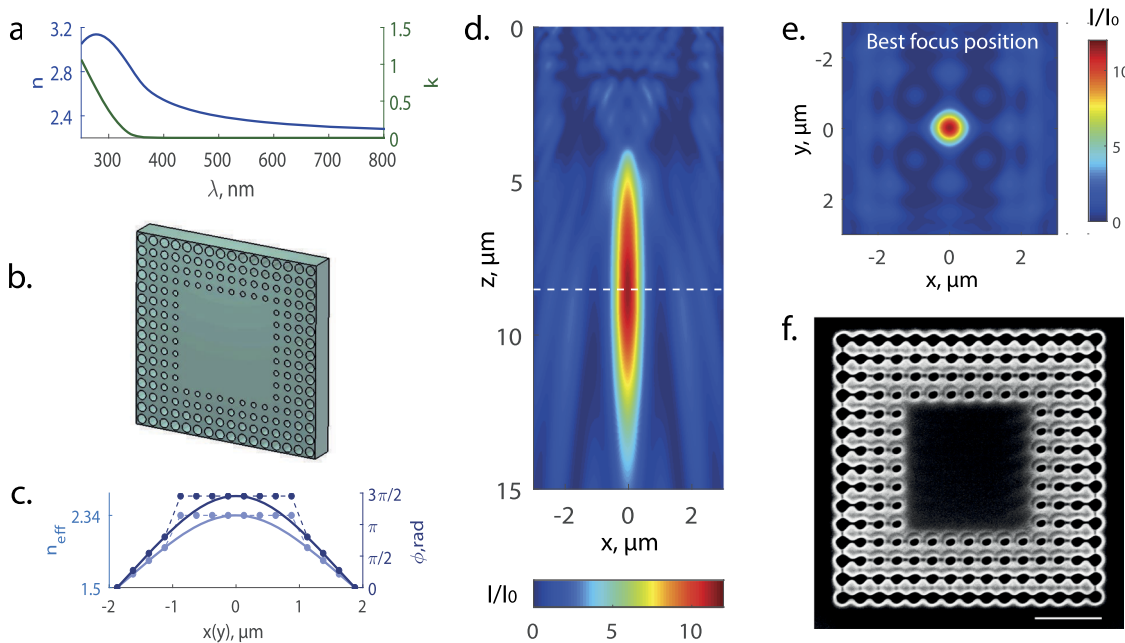 a
3.2
2.8
2.4
n
1.5
1
0.5
0
k
300
400
500
600
700
800
λ, nm
b.
c.
n_eff
2.34
1.5
3π/2
π
π/2
0
ϕ,rad
-2
-1
0
1
2
x(y), μm
d.
0
5
10
15
z, μm
-2
0
2
x, μm
I/I₀
0
5
10
e.
Best focus position
-2
0
2
y, μm
-2
0
2
x, μm
I/I₀
10
5
0
f.